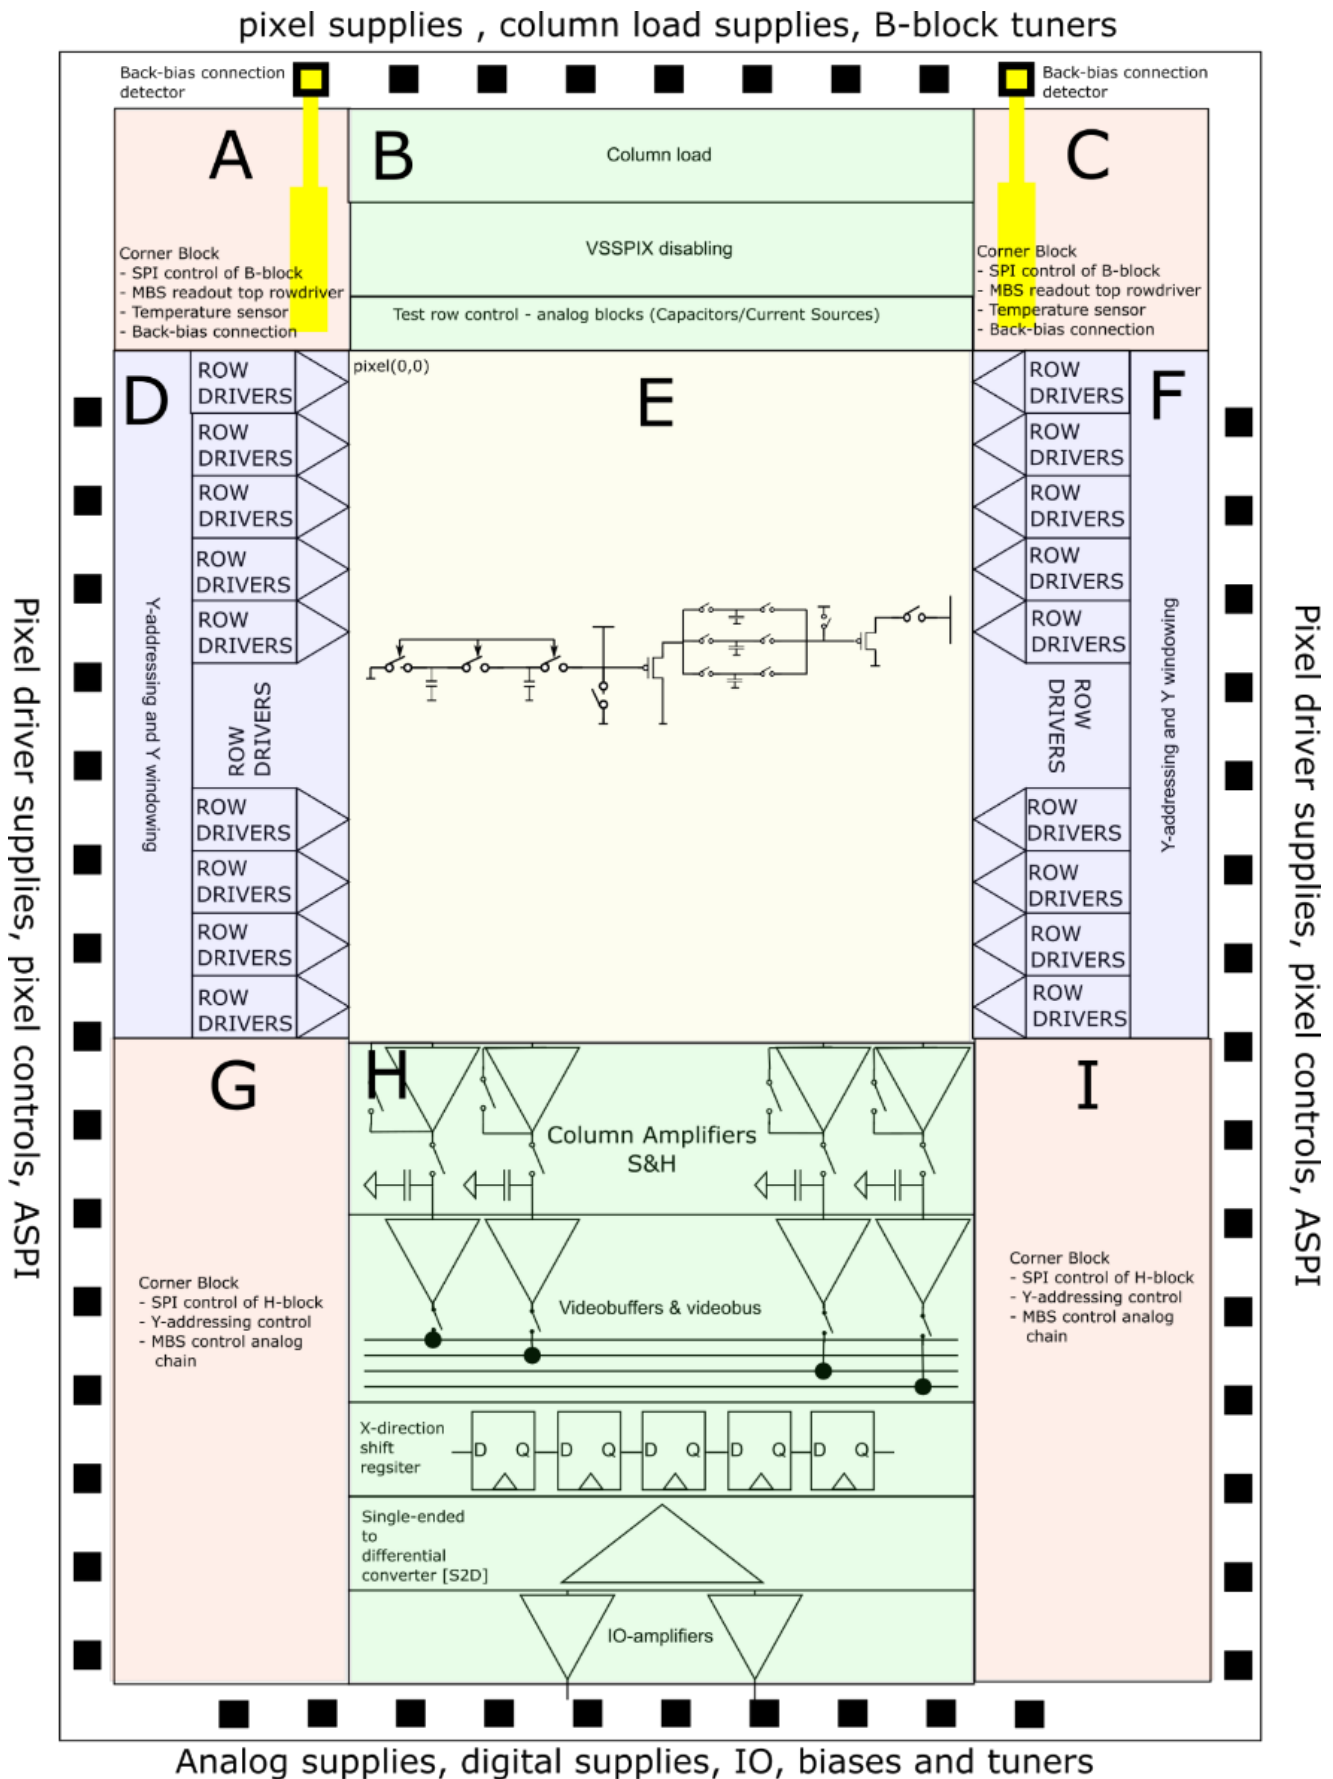 pixel supplies , column load supplies, B-block tuners
Back-bias connection
detector
Back-bias connection
detector
A
B
C
Column load
VSSPIX disabling
Test row control - analog blocks (Capacitors/Current Sources)
Corner Block
- SPI control of B-block
- MBS readout top rowdriver
- Temperature sensor
- Back-bias connection
Corner Block
- SPI control of B-block
- MBS readout top rowdriver
- Temperature sensor
- Back-bias connection
D
Y-addressing and Y windowing
ROW
DRIVERS
ROW
DRIVERS
ROW
DRIVERS
ROW
DRIVERS
ROW
DRIVERS
ROW
DRIVERS
ROW
DRIVERS
ROW
DRIVERS
ROW
DRIVERS
ROW
DRIVERS
pixel(0,0)
E
ROW
DRIVERS
ROW
DRIVERS
ROW
DRIVERS
ROW
DRIVERS
ROW
DRIVERS
ROW
DRIVERS
ROW
DRIVERS
ROW
DRIVERS
ROW
DRIVERS
ROW
DRIVERS
F
Y-addressing and Y windowing
Pixel driver supplies, pixel controls, ASPI
Pixel driver supplies, pixel controls, ASPI
G
Corner Block
- SPI control of H-block
- Y-addressing control
- MBS control analog
chain
H
Column Amplifiers
S&H
Videobuffers & videobus
X-direction
shift
regsiter
D Q D Q D Q D Q D Q
Single-ended
to
differential
converter [S2D]
IO-amplifiers
I
Corner Block
- SPI control of H-block
- Y-addressing control
- MBS control analog
chain
Analog supplies, digital supplies, IO, biases and tuners